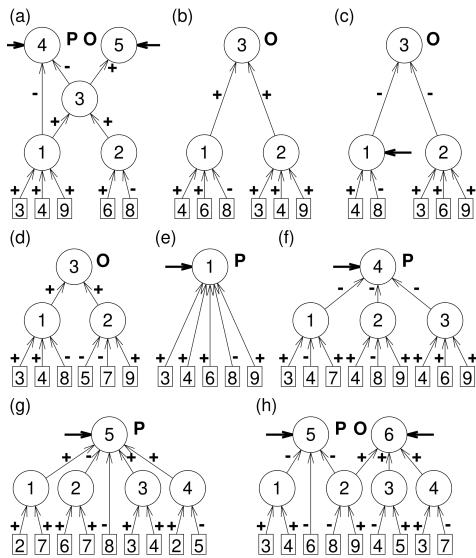 (a) (b) (c)
4 P O 5 3 O 3 O
- - +
3 + + - -
+ +
1 2 1 2 1 2
+ + + + - + + - + + + + - + + +
3 4 9 6 8 4 6 8 3 4 9 4 8 3 6 9
(d) (e) (f)
3 O 1 P 4 P
+ + - - -
1 2 1 2 3
+ + - - - + + + + - + + - + + - + + + +
3 4 8 5 7 9 3 4 6 8 9 3 4 7 4 8 9 4 6 9
(g) (h)
5 P 5 P O 6
+ - + + - - + + +
1 2 3 4 1 2 3 4
+ + + + - + + + - + + - - - - + + -
2 7 6 7 8 3 4 2 5 3 4 6 8 9 4 5 3 7